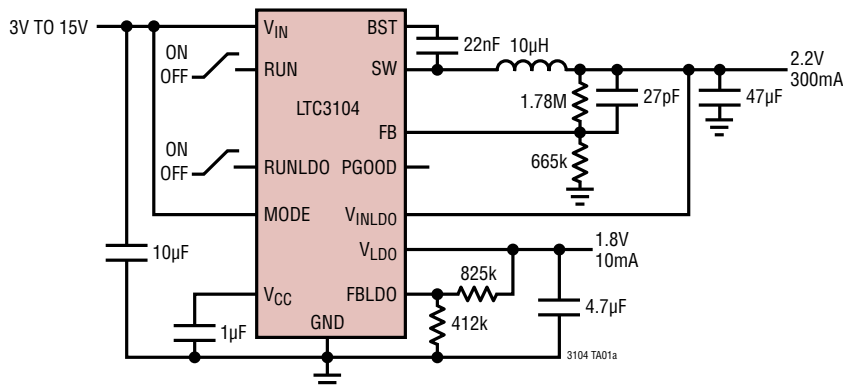 3V TO 15V
V_IN
BST
22nF
10µH
2.2V
300mA
ON
OFF
RUN
SW
LTC3104
1.78M
27pF
47µF
FB
ON
OFF
RUNLDO
PGOOD
665k
MODE
V_INLDO
10µF
V_LDO
1.8V
10mA
825k
V_CC
FBLDO
4.7µF
1µF
GND
412k
3104 TA01a